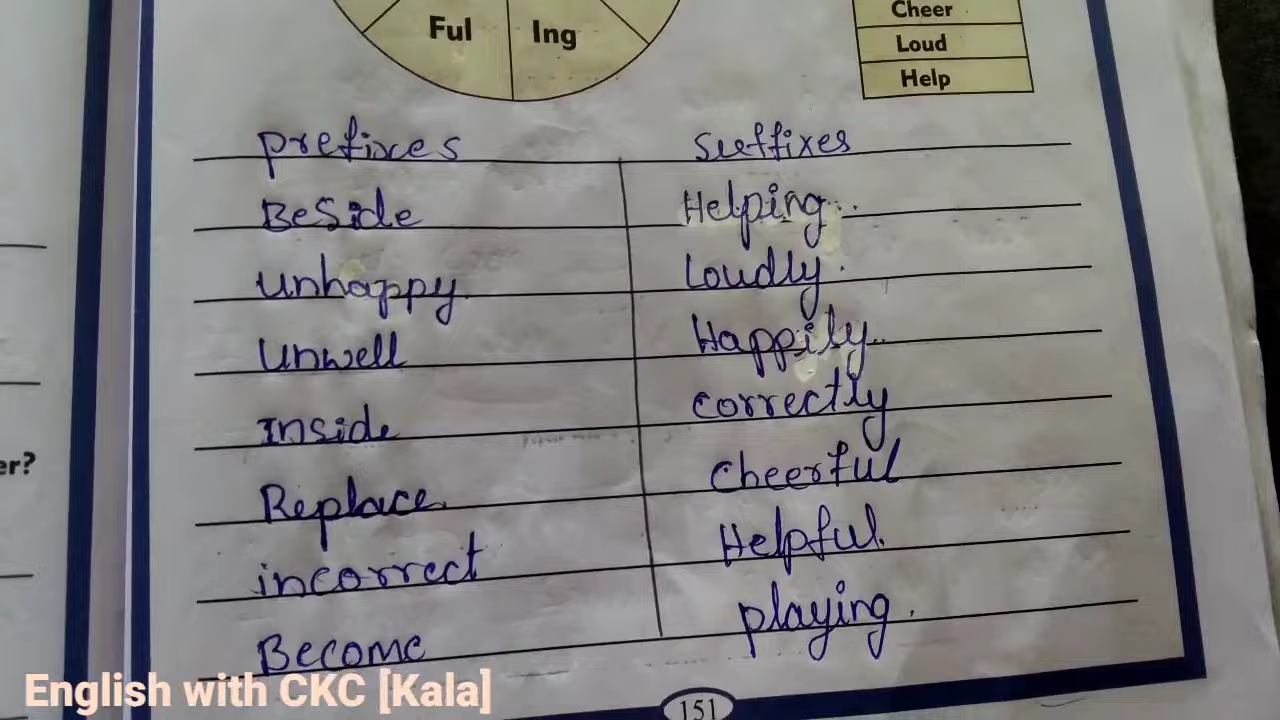 Ful Ing
Cheer
Loud
Help
Prefixes Suffixes
Beside Helping
Unhappy Loudly
Unwell Happily
Inside Correctly
Replace Cheerful
incorrect Helpful
Become playing
er?
English with CKC [Kala]
151